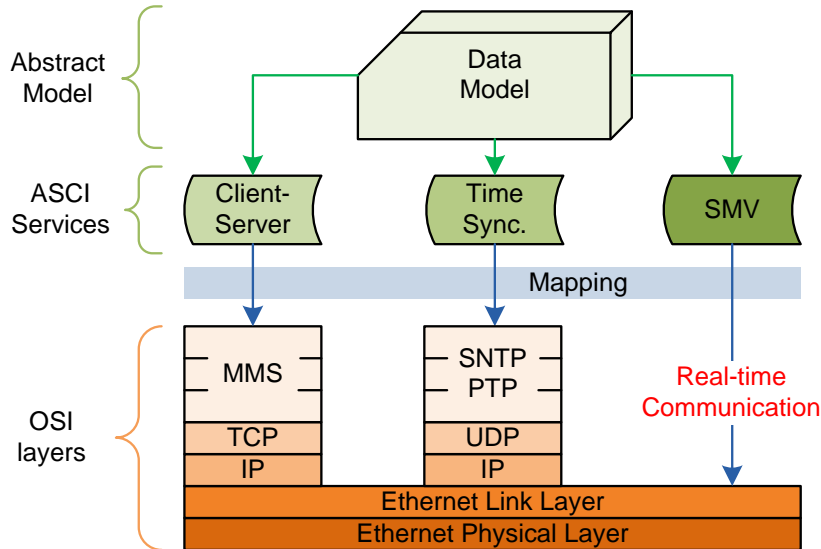 Abstract
Model
Data
Model
ASCI
Services
Client-
Server
Time
Sync.
SMV
Mapping
OSI
layers
MMS
SNTP
PTP
Real-time
Communication
TCP
UDP
IP
IP
Ethernet Link Layer
Ethernet Physical Layer